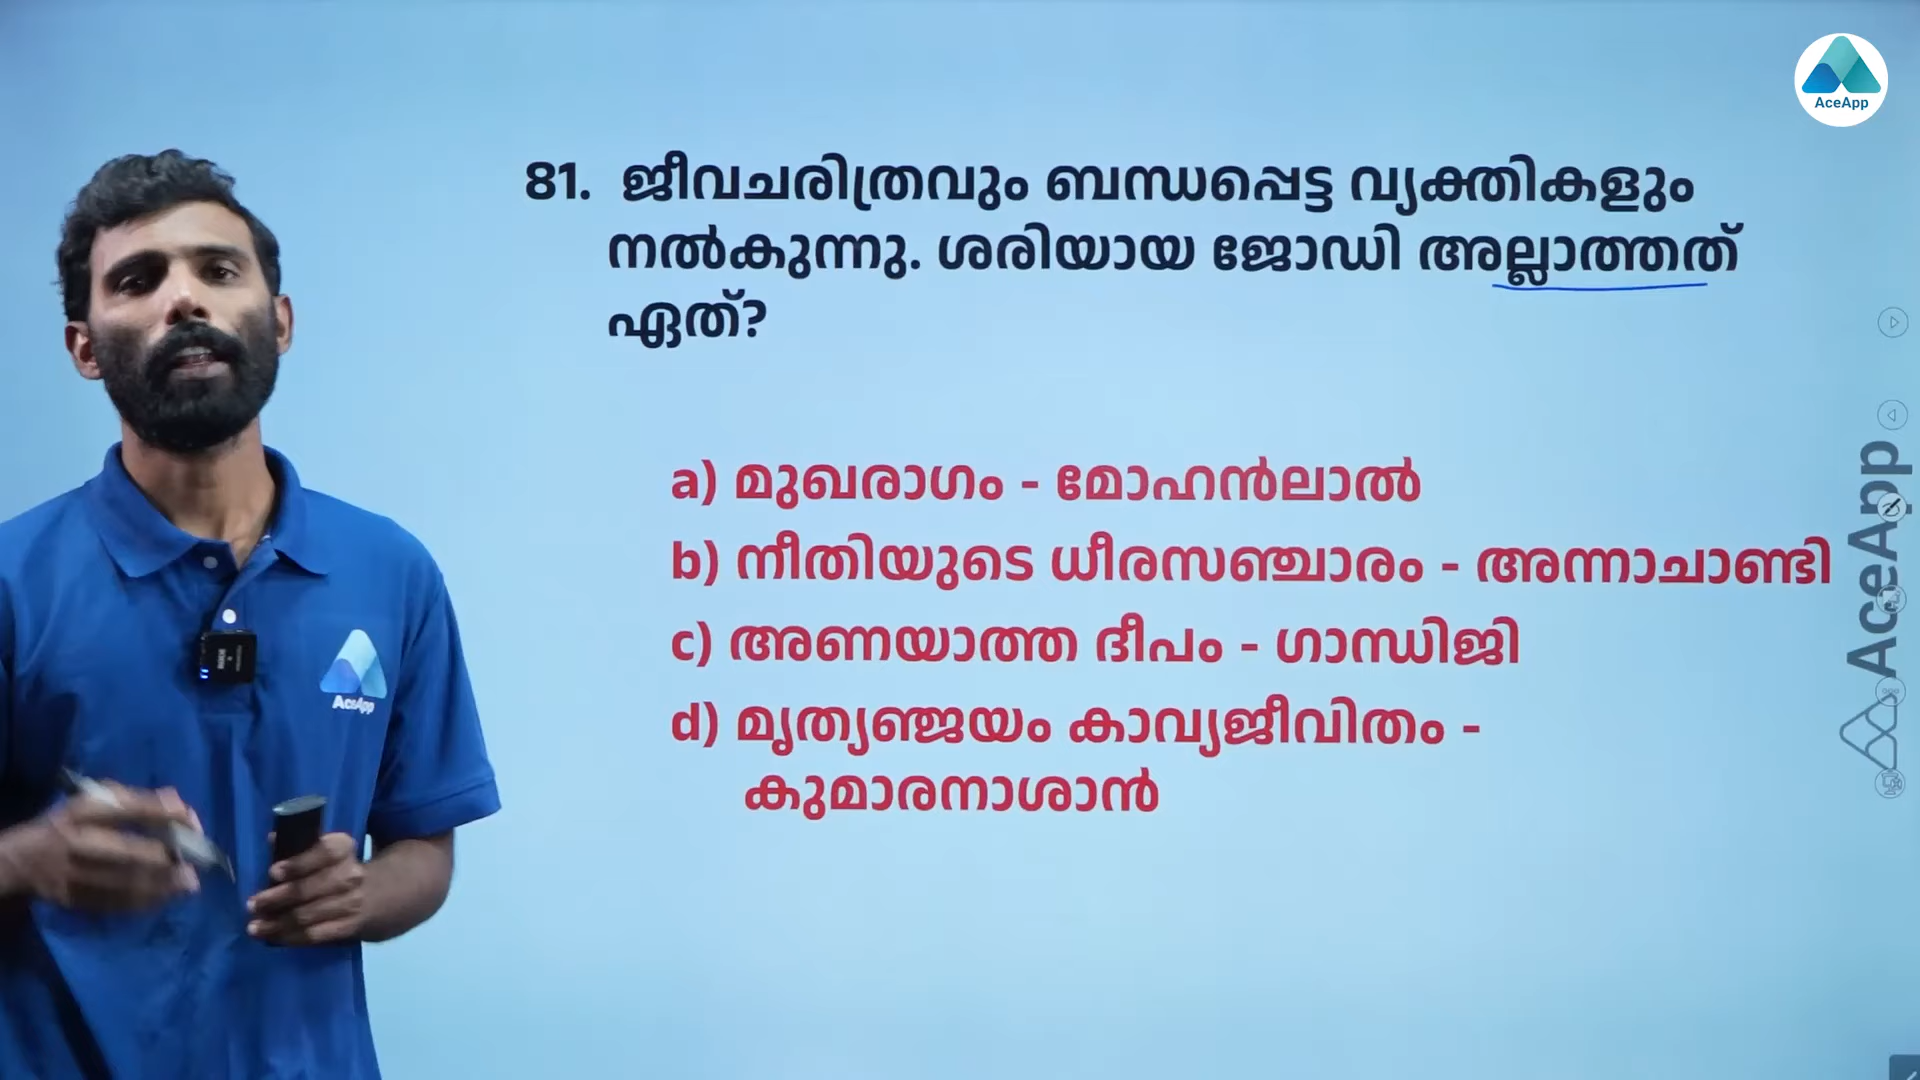 AceApp
81. ജീവചരിത്രവും ബന്ധപ്പെട്ട വ്യക്തികളും
നൽകുന്നു. ശരിയായ ജോഡി അല്ലാത്തത്
ഏത്?
a) മുഖരാഗം - മോഹൻലാൽ
b) നീതിയുടെ ധീരസഞ്ചാരം - അന്നാചാണ്ടി
c) അണയാത്ത ദീപം - ഗാന്ധിജി
d) മൃത്യഞ്ജയം കാവ്യജീവിതം -
കുമാരനാശാൻ
AceApp
AceApp